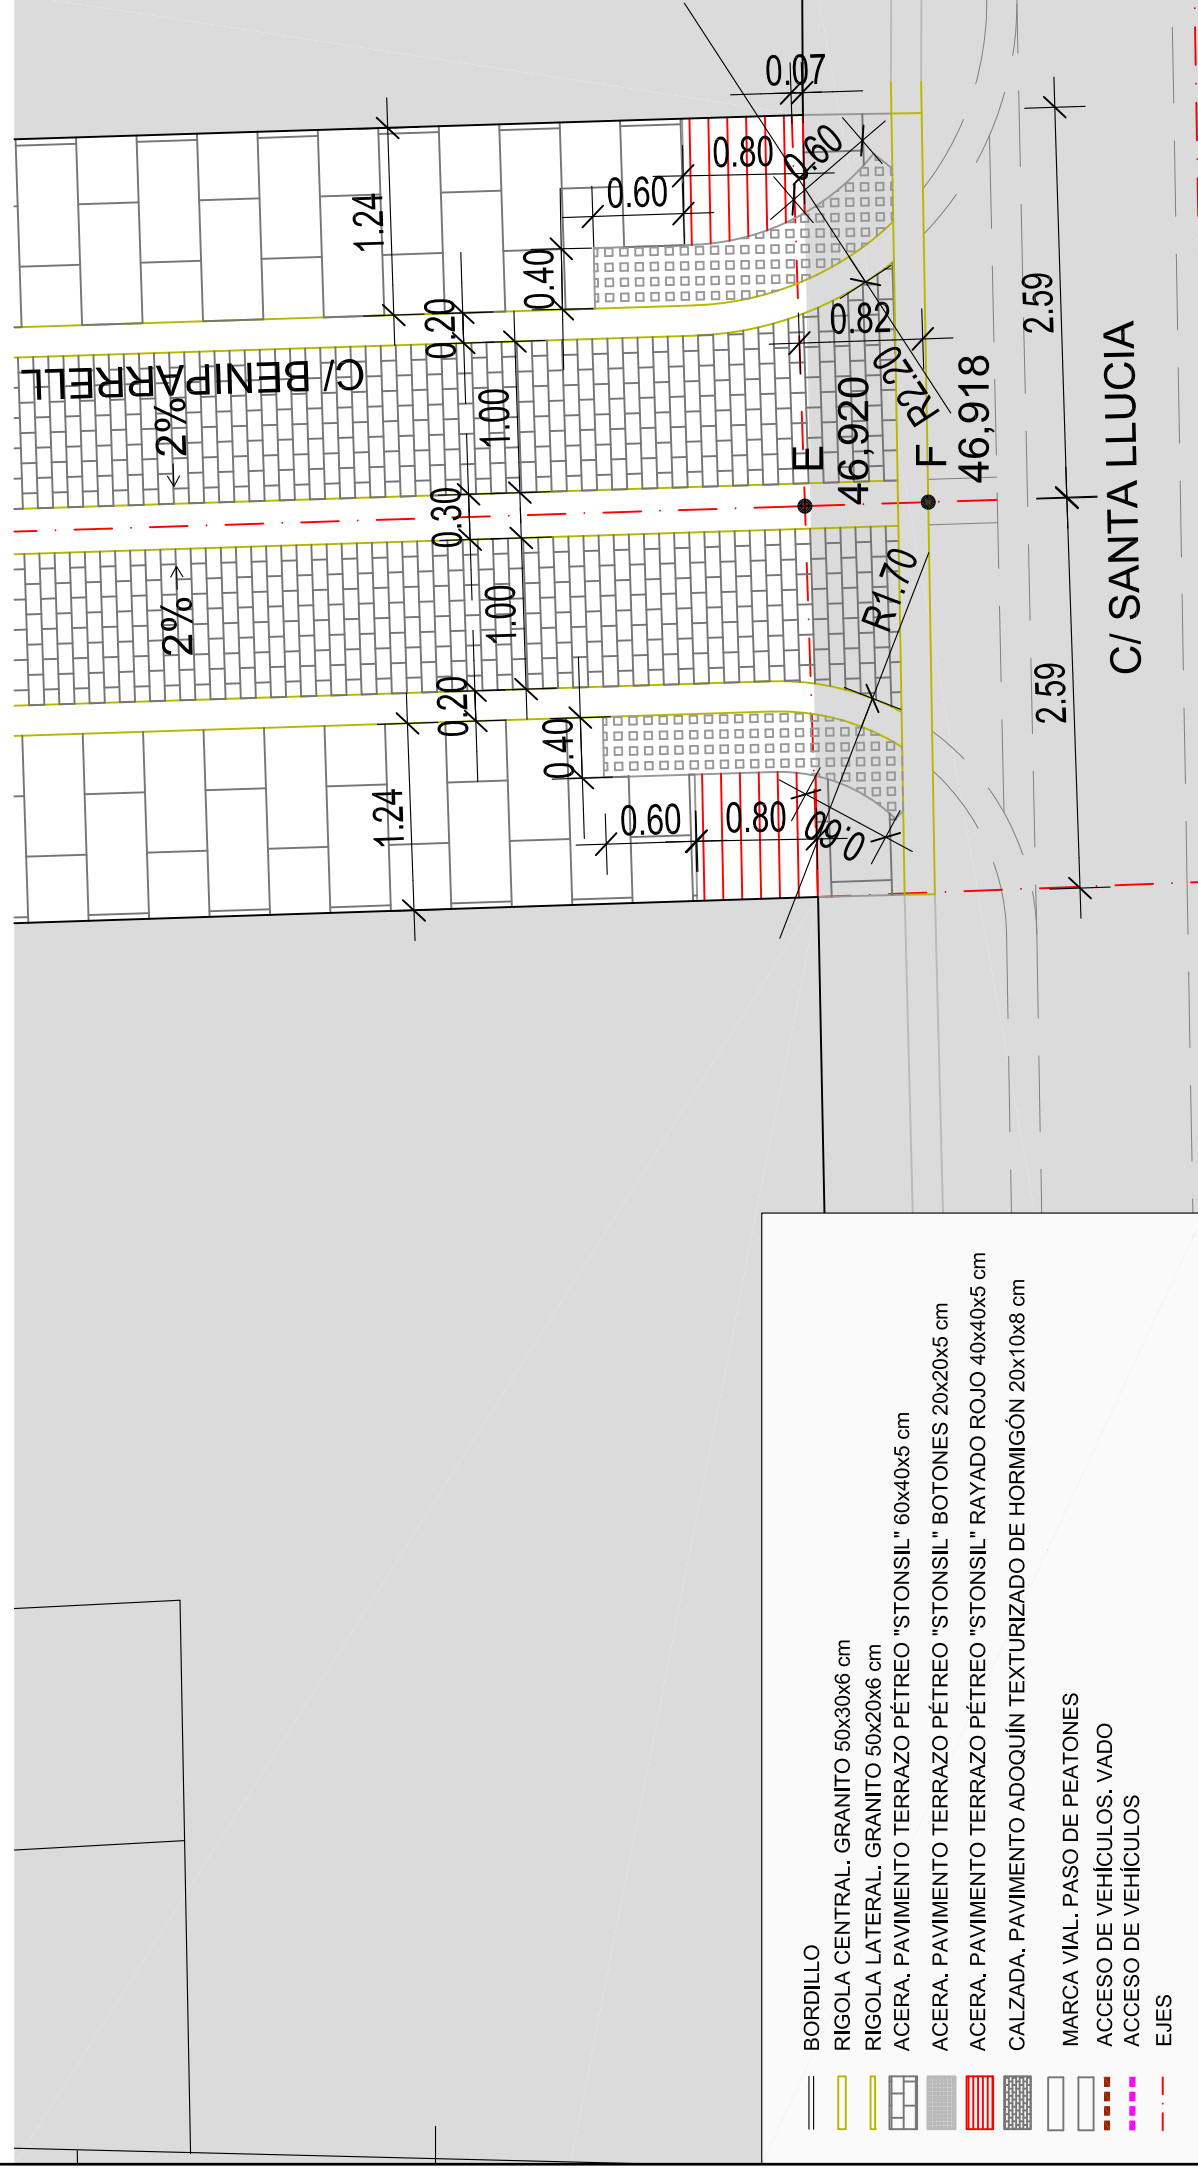 C/ BENIPARRELL
2%
2%
1.24
0.20
1.00
0.30
1.00
0.20
1.24
0.40
0.60
0.80
0.07
0.60
0.82
R2.20
E
46,920
F
46,918
R1.70
0.40
0.60
0.80
0.60
2.59
2.59
C/ SANTA LLUCIA
BORDILLO
RIGOLA CENTRAL. GRANITO 50x30x6 cm
RIGOLA LATERAL. GRANITO 50x20x6 cm
ACERA. PAVIMENTO TERRAZO PÉTREO "STONSIL" 60x40x5 cm
ACERA. PAVIMENTO TERRAZO PÉTREO "STONSIL" BOTONES 20x20x5 cm
ACERA. PAVIMENTO TERRAZO PÉTREO "STONSIL" RAYADO ROJO 40x40x5 cm
CALZADA. PAVIMENTO ADOQUÍN TEXTURIZADO DE HORMIGÓN 20x10x8 cm
MARCA VIAL. PASO DE PEATONES
ACCESO DE VEHÍCULOS. VADO
ACCESO DE VEHÍCULOS
EJES